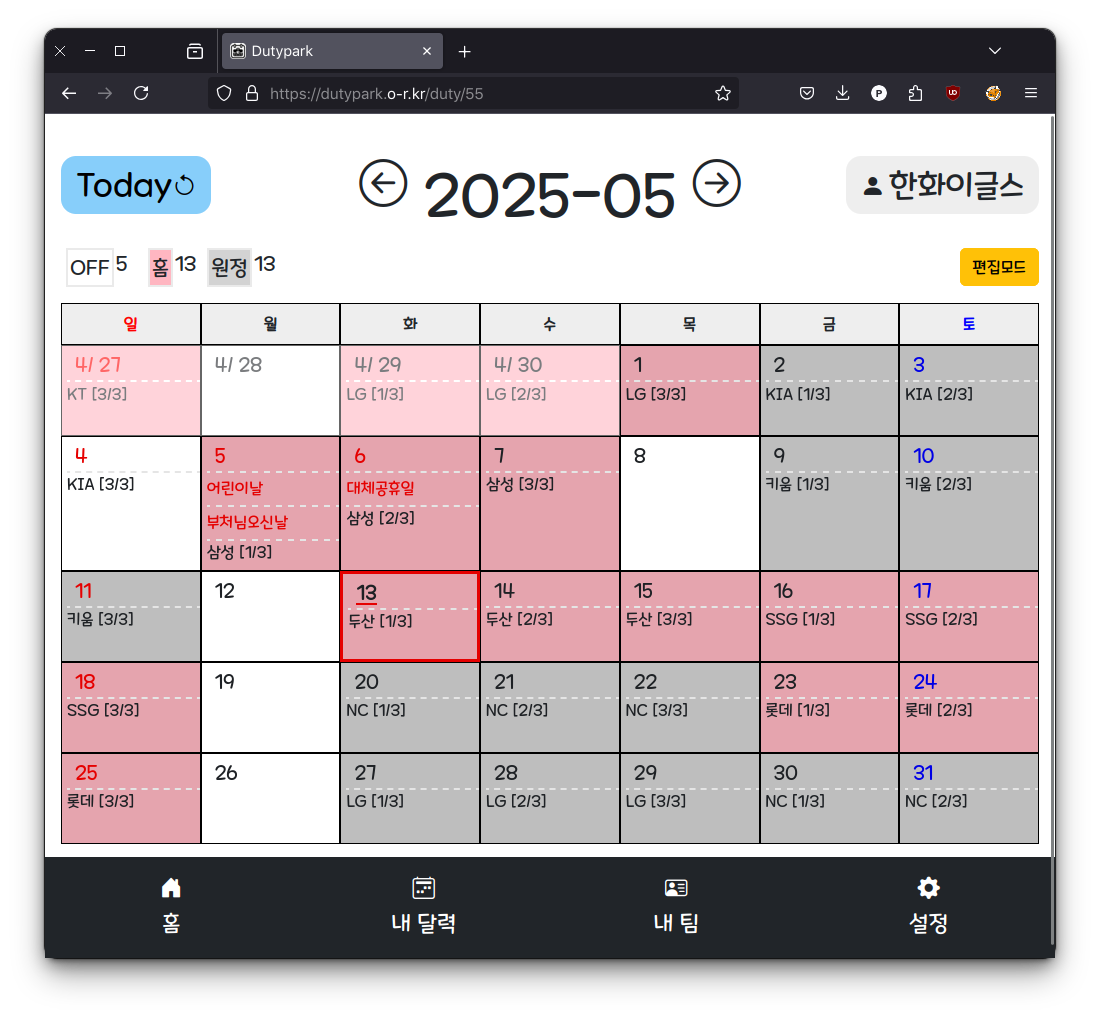 Dutypark
https://dutypark.o-r.kr/duty/55
Today
2025-05
한화이글스
OFF 5 홈 13 원정 13
편집모드
일 월 화 수 목 금 토
4/ 27 4/ 28 4/ 29 4/ 30 1 2 3
KT [3/3] LG [1/3] LG [2/3] LG [3/3] KIA [1/3] KIA [2/3]
4 5 6 7 8 9 10
KIA [3/3] 어린이날 대체공휴일 삼성 [3/3] 키움 [1/3] 키움 [2/3]
부처님오신날 삼성 [2/3]
삼성 [1/3]
11 12 13 14 15 16 17
키움 [3/3] 두산 [1/3] 두산 [2/3] 두산 [3/3] SSG [1/3] SSG [2/3]
18 19 20 21 22 23 24
SSG [3/3] NC [1/3] NC [2/3] NC [3/3] 롯데 [1/3] 롯데 [2/3]
25 26 27 28 29 30 31
롯데 [3/3] LG [1/3] LG [2/3] LG [3/3] NC [1/3] NC [2/3]
홈 내 달력 내 팀 설정